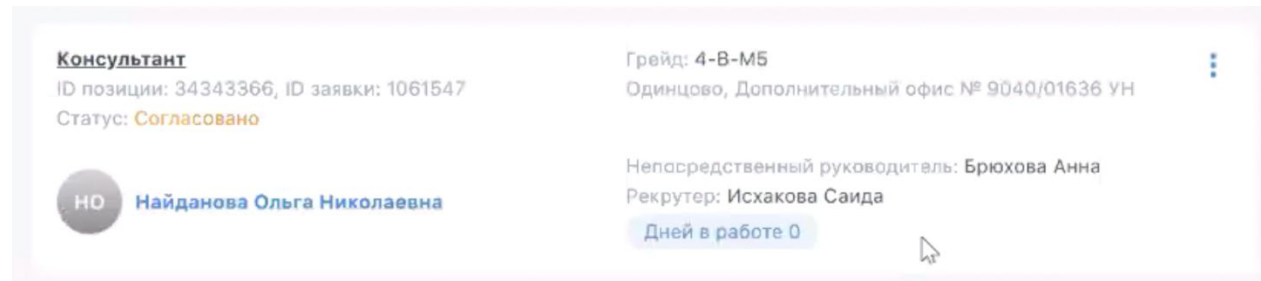 Консультант
ID позиции: 34343366, ID заявки: 1061547
Статус: Согласовано
НО
Найданова Ольга Николаевна
Грейд: 4-В-М5
Одинцово, Дополнительный офис № 9040/01636 УН
Непосредственный руководитель: Брюхова Анна
Рекрутер: Исхакова Саида
Дней в работе 0